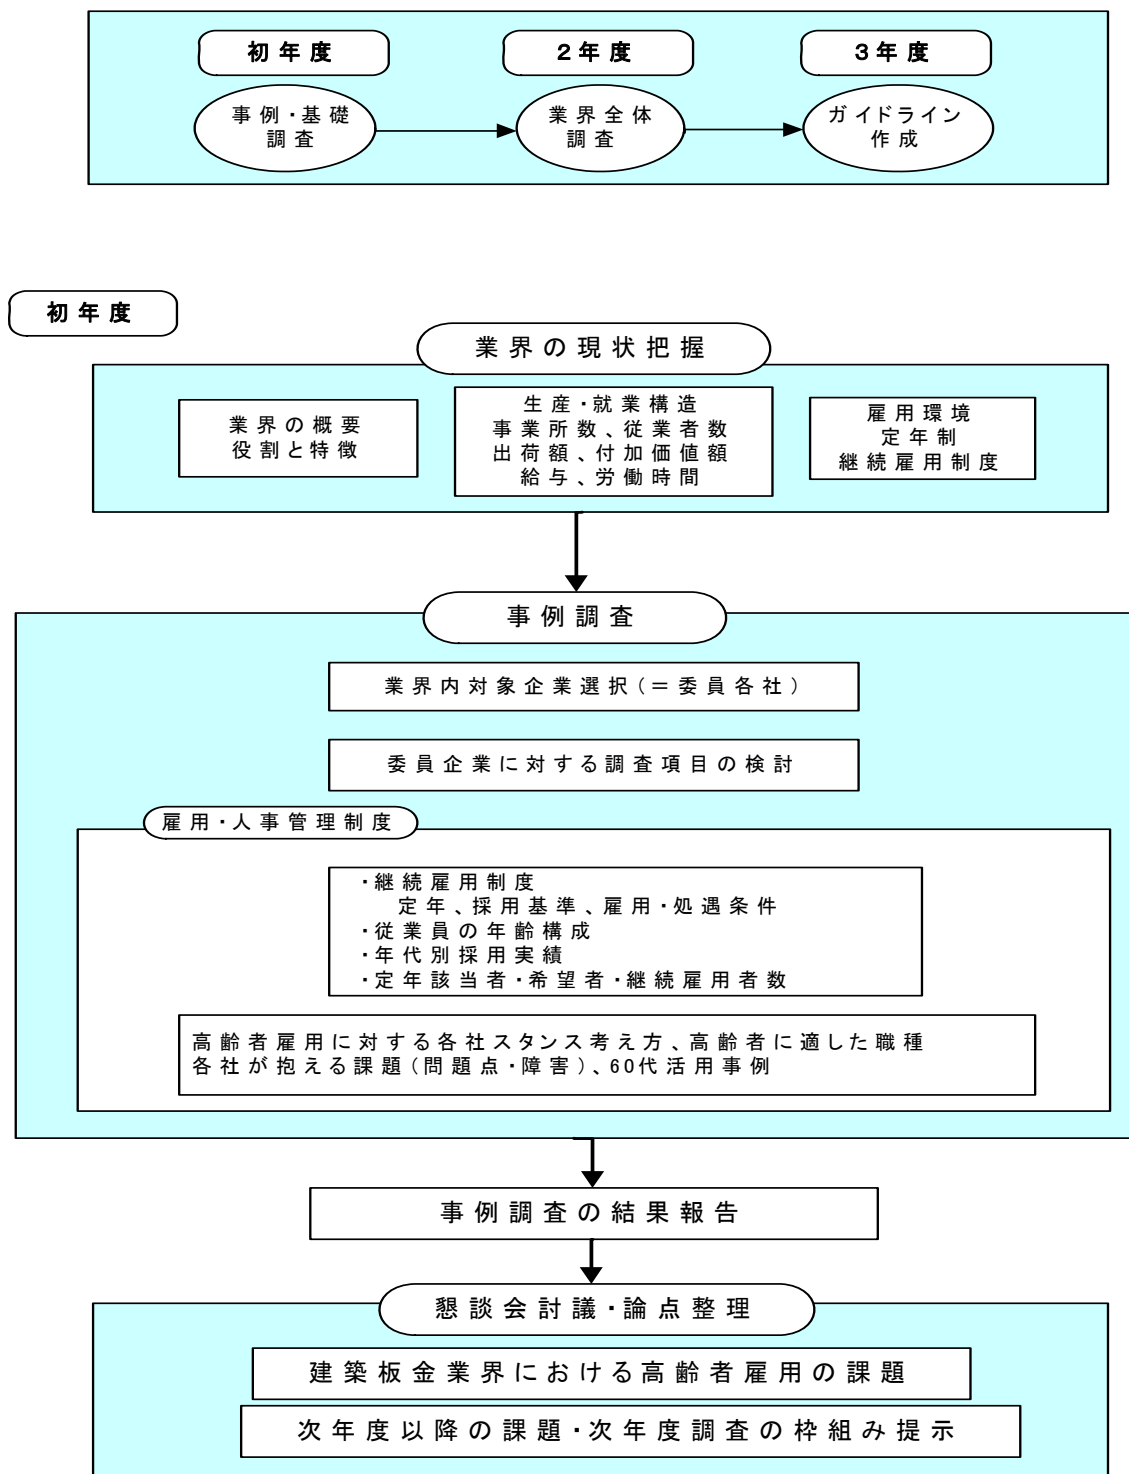 初年度
2年度
3年度
事例・基礎
調査
業界全体
調査
ガイドライン
作成
初年度
業界の現状把握
業界の概要
役割と特徴
生産・就業構造
事業所数、従業者数
出荷額、付加価値額
給与、労働時間
雇用環境
定年制
継続雇用制度
事例調査
業界内対象企業選択(=委員各社)
委員企業に対する調査項目の検討
雇用・人事管理制度
・継続雇用制度
定年、採用基準、雇用・処遇条件
・従業員の年齢構成
・年代別採用実績
・定年該当者・希望者・継続雇用者数
高齢者雇用に対する各社スタンス考え方、高齢者に適した職種
各社が抱える課題(問題点・障害)、60代活用事例
事例調査の結果報告
懇談会討議・論点整理
建築板金業界における高齢者雇用の課題
次年度以降の課題・次年度調査の枠組み提示